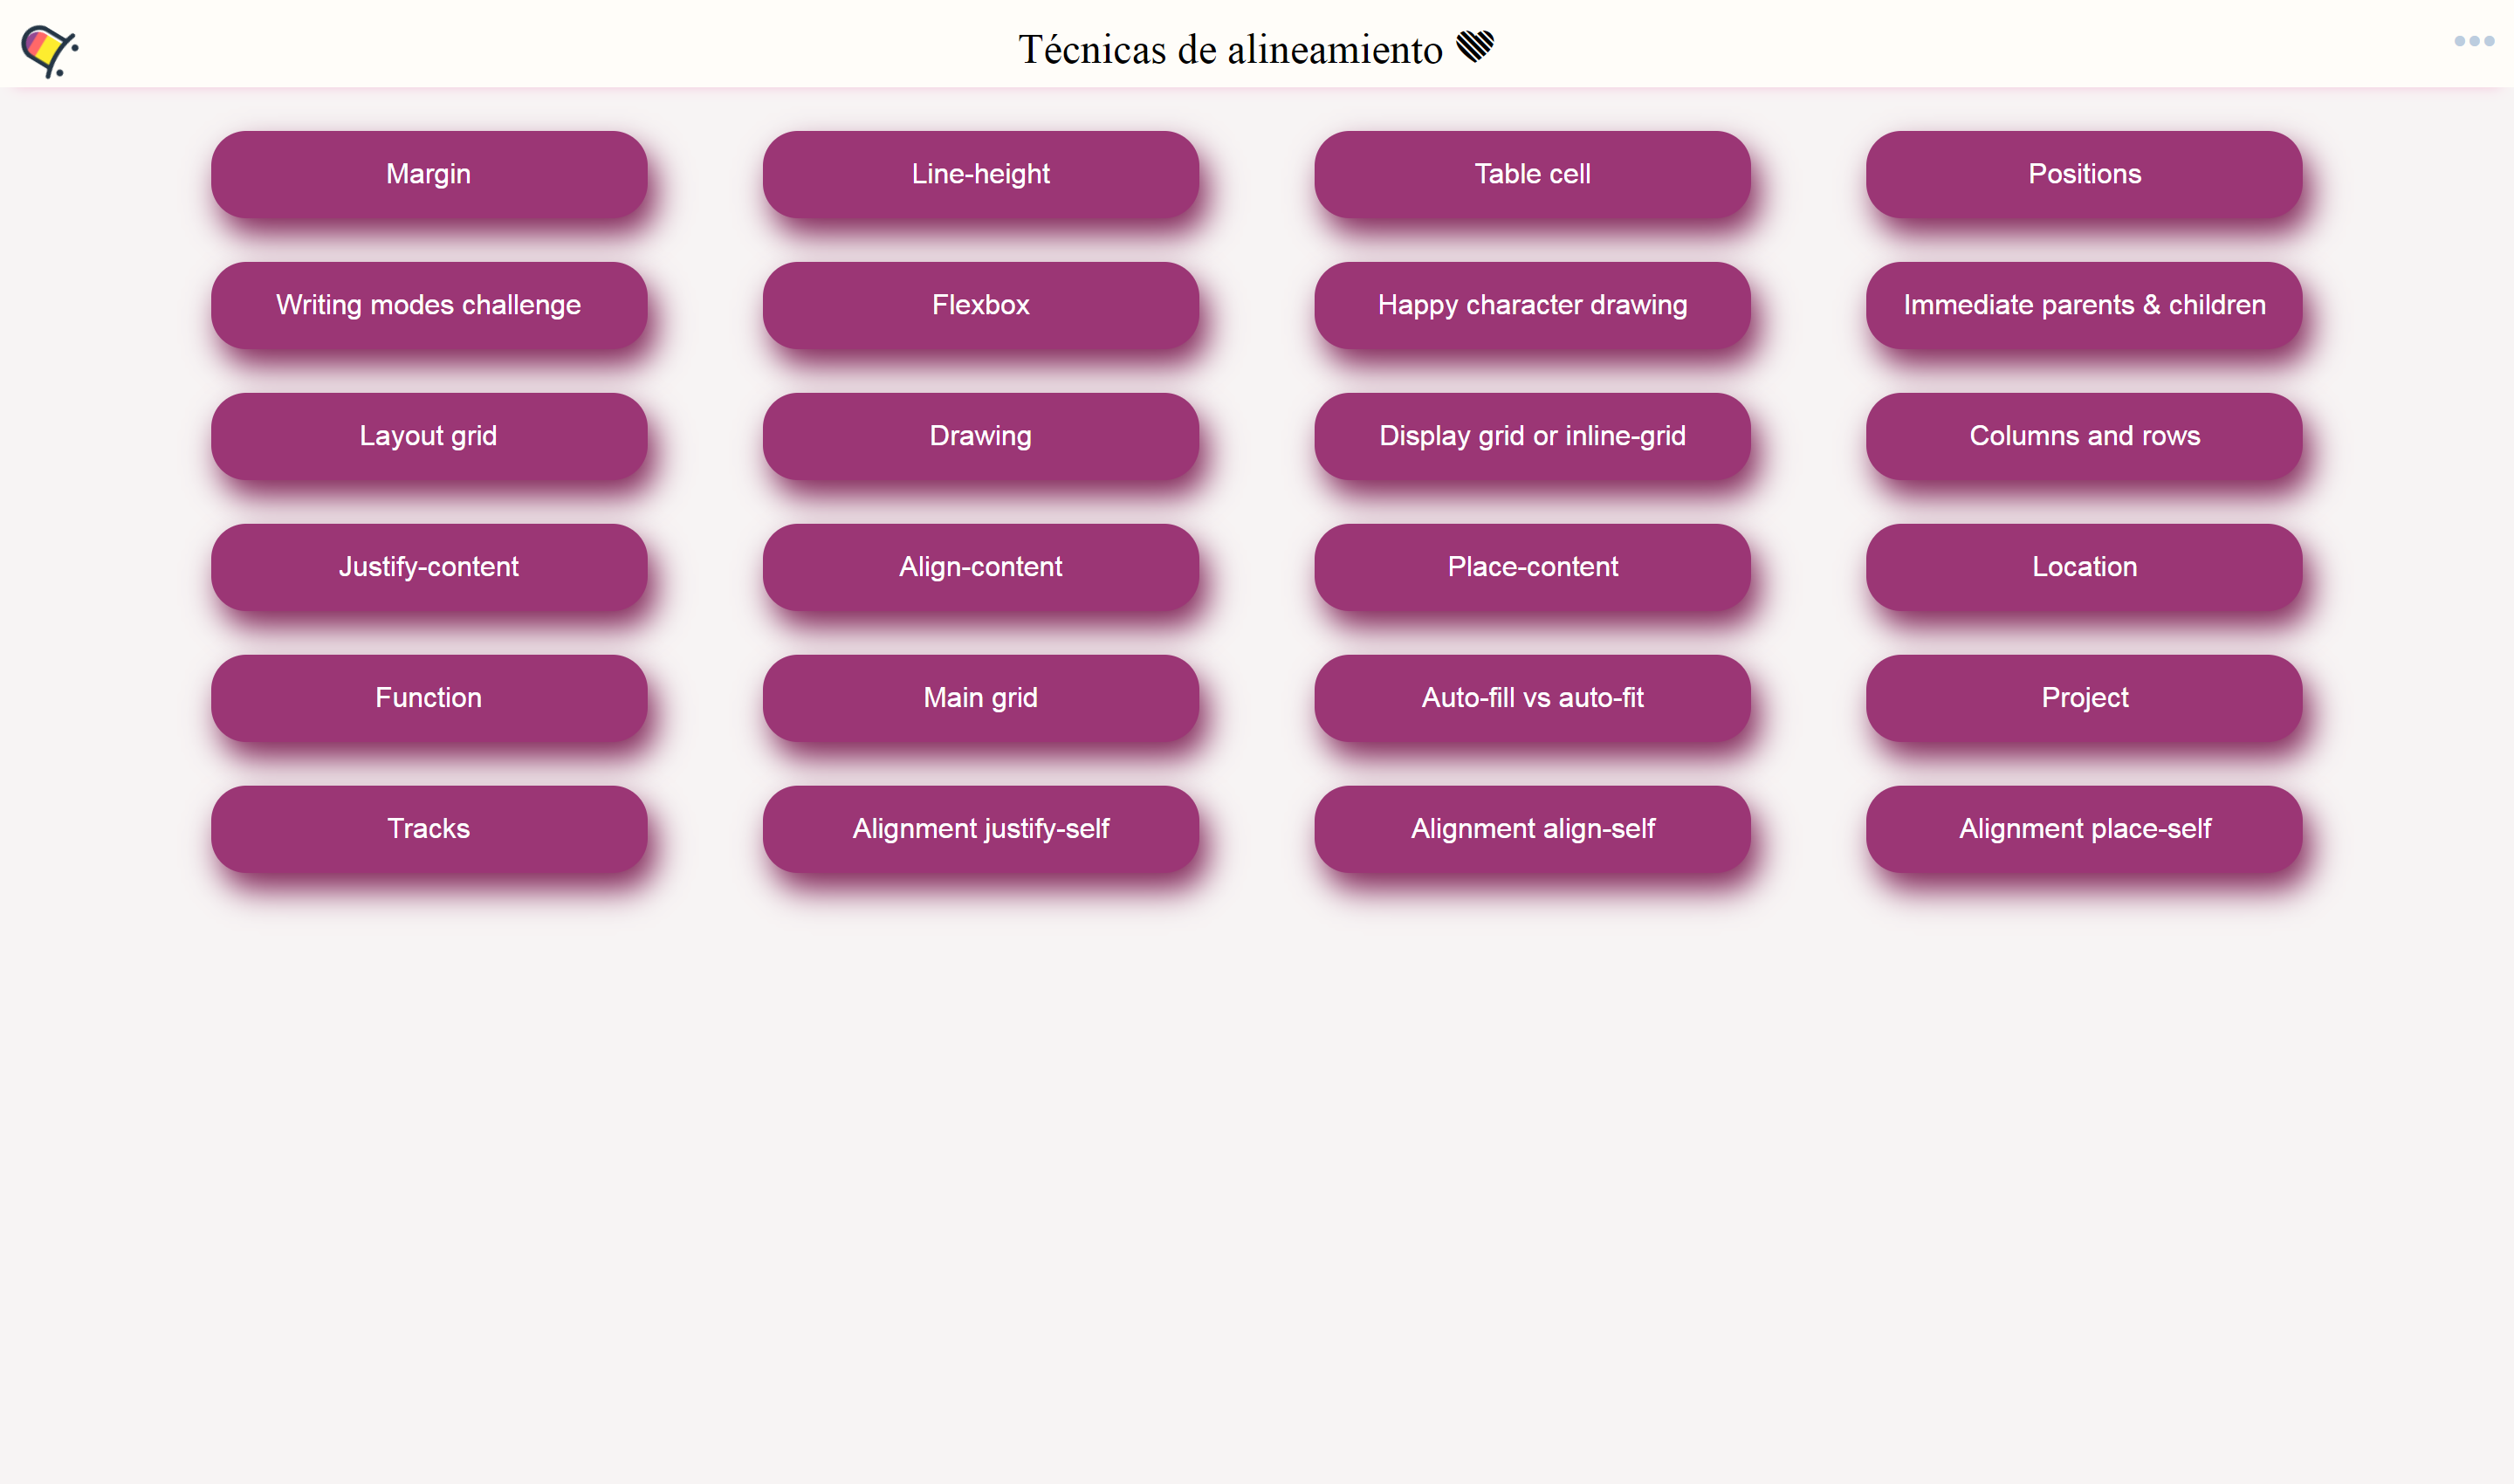 Técnicas de alineamiento
Margin
Line-height
Table cell
Positions
Writing modes challenge
Flexbox
Happy character drawing
Immediate parents & children
Layout grid
Drawing
Display grid or inline-grid
Columns and rows
Justify-content
Align-content
Place-content
Location
Function
Main grid
Auto-fill vs auto-fit
Project
Tracks
Alignment justify-self
Alignment align-self
Alignment place-self